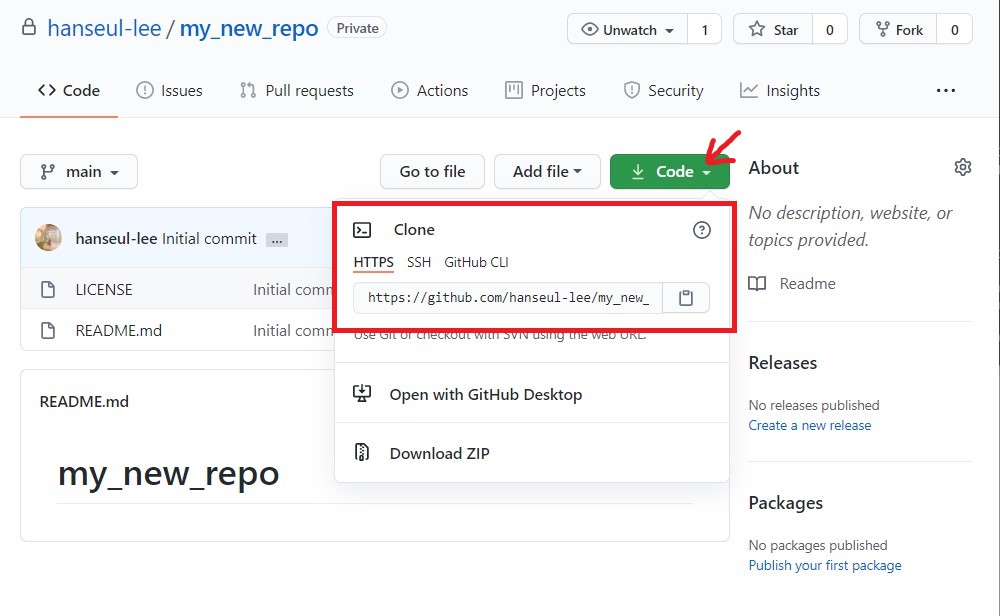 hanseul-lee / my_new_repo Private
Unwatch 1 Star 0 Fork 0
Code Issues Pull requests Actions Projects Security Insights ...
main Go to file Add file Code
hanseul-lee Initial commit ...
LICENSE Initial comm
README.md Initial comm
Clone
HTTPS SSH GitHub CLI
https://github.com/hanseul-lee/my_new_
Use Git or checkout with SVN using the web URL.
Open with GitHub Desktop
Download ZIP
README.md
my_new_repo
About
No description, website, or
topics provided.
Readme
Releases
No releases published
Create a new release
Packages
No packages published
Publish your first package